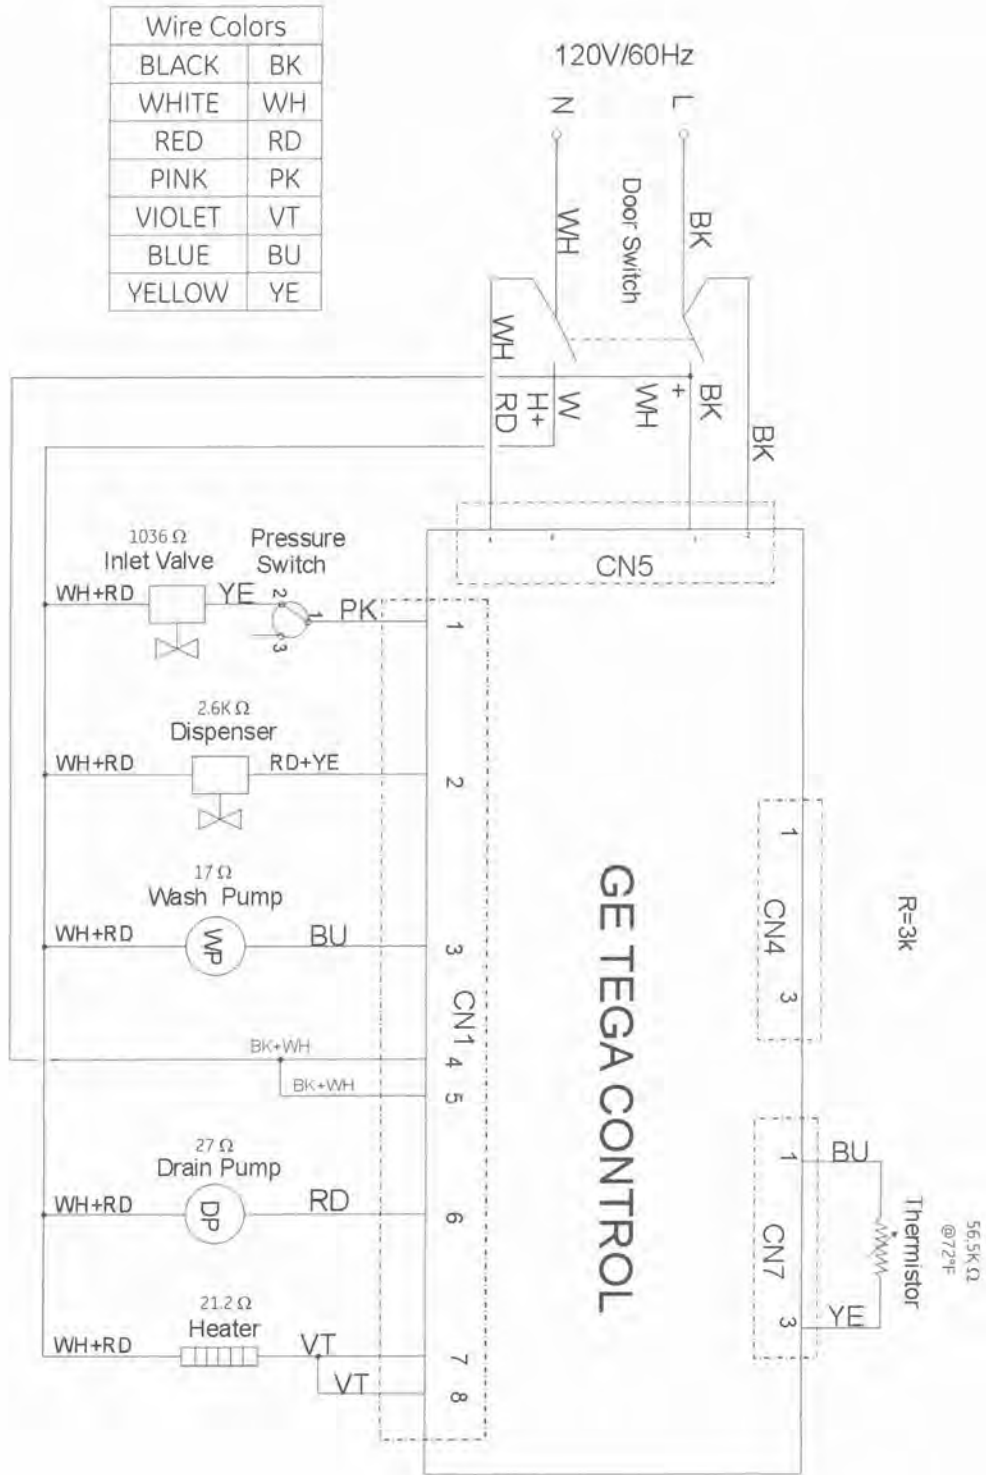 Wire Colors
BLACK BK
WHITE WH
RED RD
PINK PK
VIOLET VT
BLUE BU
YELLOW YE
120V/60Hz
N
L
Door Switch
WH
BK
WH
RD
W
H+
WH
BK
+
BK
CN5
1036 Ω
Inlet Valve
Pressure
Switch
WH+RD
YE
2
1
3
PK
1
2.6K Ω
Dispenser
WH+RD
RD+YE
2
17 Ω
Wash Pump
WH+RD
WP
BU
3
CN1
BK+WH
4
BK+WH
5
27 Ω
Drain Pump
WH+RD
DP
RD
6
21.2 Ω
Heater
WH+RD
VT
7
VT
8
GE TEGA CONTROL
1
CN4
3
R=3k
1
CN7
3
BU
YE
Thermistor
56.5K Ω
@72°F